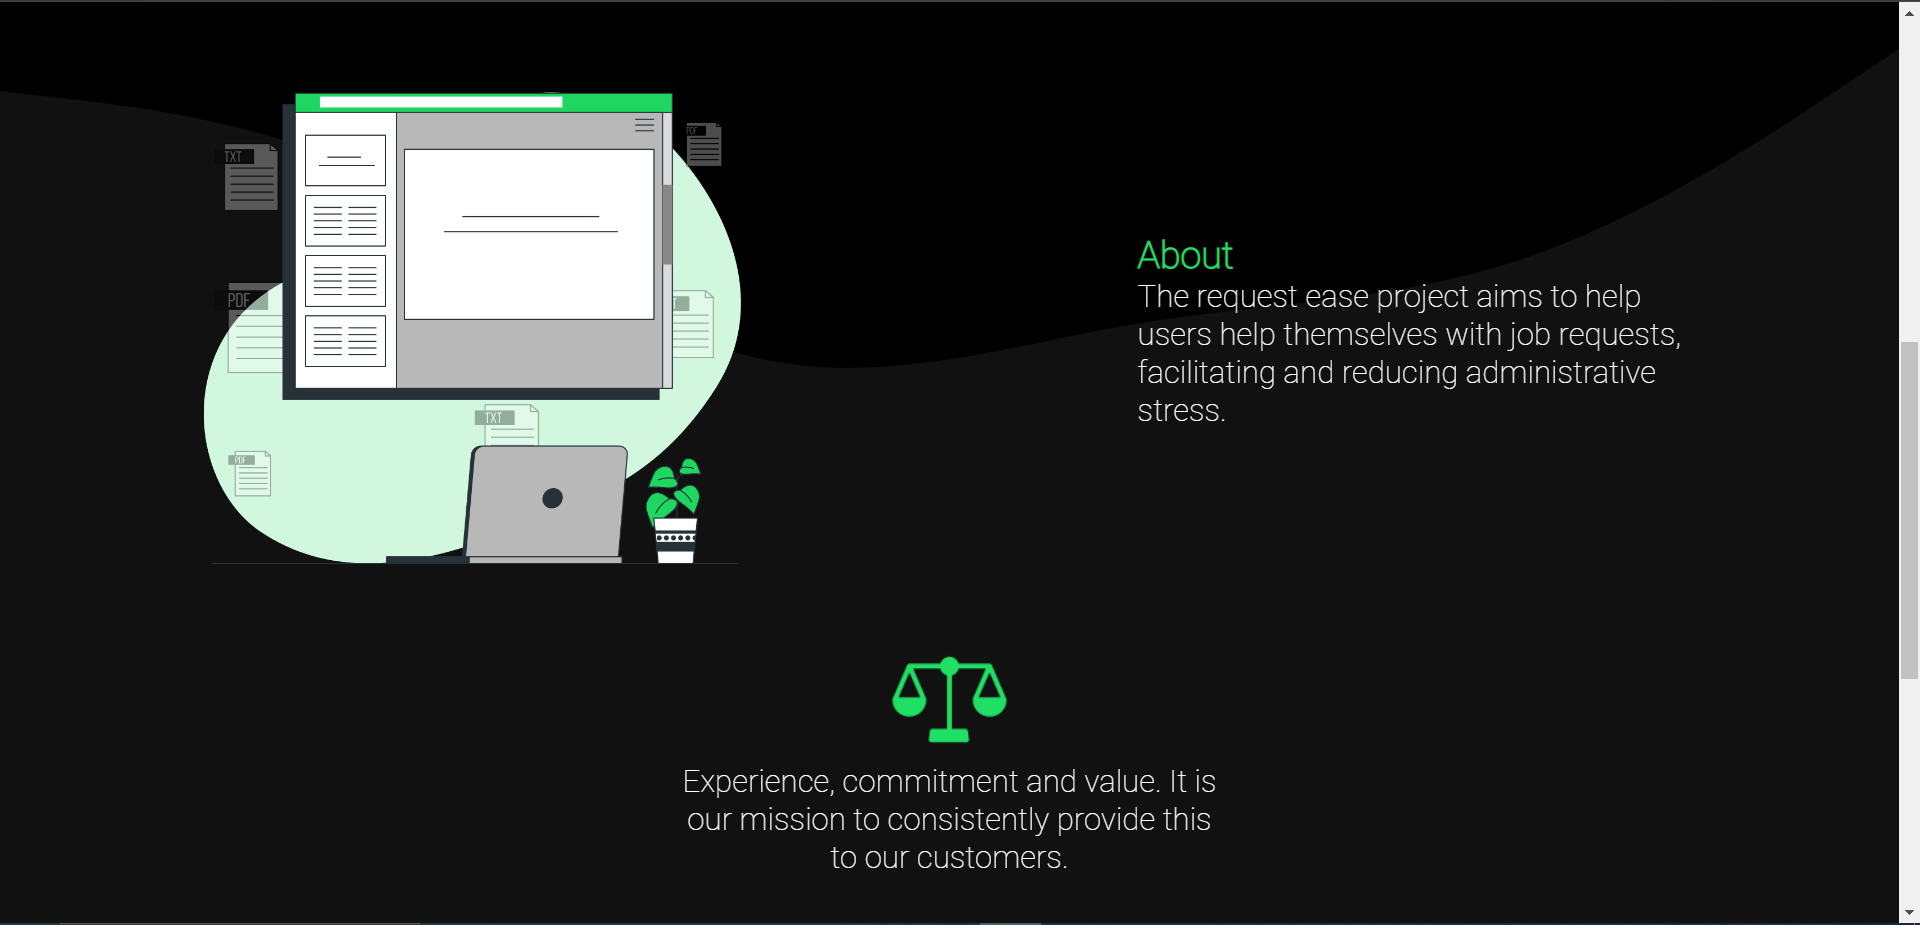 TXT
PDF
PDF
TXT
PDF
About
The request ease project aims to help
users help themselves with job requests,
facilitating and reducing administrative
stress.
Experience, commitment and value. It is
our mission to consistently provide this
to our customers.